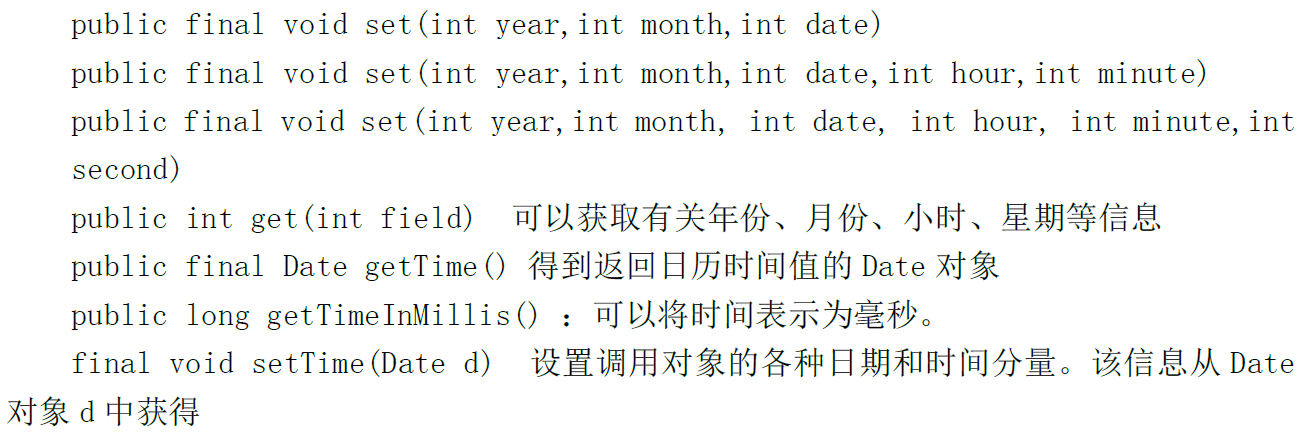 public final void set(int year,int month,int date)
public final void set(int year,int month,int date,int hour,int minute)
public final void set(int year,int month, int date, int hour, int minute,int
second)
public int get(int field) 可以获取有关年份、月份、小时、星期等信息
public final Date getTime() 得到返回日历时间值的 Date 对象
public long getTimeInMillis() ：可以将时间表示为毫秒。
final void setTime(Date d) 设置调用对象的各种日期和时间分量。该信息从 Date
对象 d 中获得